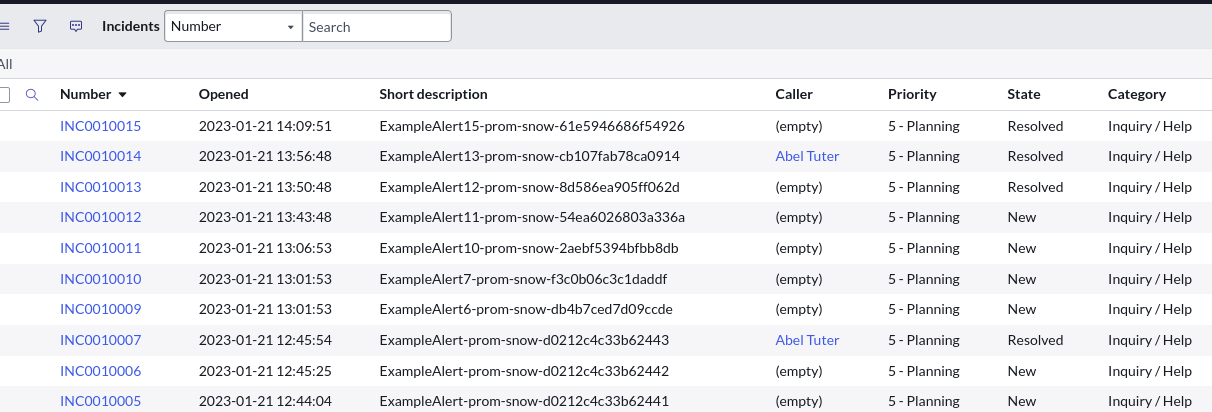 Incidents Number Search
All
Number Opened Short description Caller Priority State Category
INC0010015 2023-01-21 14:09:51 ExampleAlert15-prom-snow-61e5946686f54926 (empty) 5 - Planning Resolved Inquiry / Help
INC0010014 2023-01-21 13:56:48 ExampleAlert13-prom-snow-cb107fab78ca0914 Abel Tuter 5 - Planning Resolved Inquiry / Help
INC0010013 2023-01-21 13:50:48 ExampleAlert12-prom-snow-8d586ea905ff062d (empty) 5 - Planning Resolved Inquiry / Help
INC0010012 2023-01-21 13:43:48 ExampleAlert11-prom-snow-54ea6026803a336a (empty) 5 - Planning New Inquiry / Help
INC0010011 2023-01-21 13:06:53 ExampleAlert10-prom-snow-2aebf5394bfbb8db (empty) 5 - Planning New Inquiry / Help
INC0010010 2023-01-21 13:01:53 ExampleAlert7-prom-snow-f3c0b06c3c1daddf (empty) 5 - Planning New Inquiry / Help
INC0010009 2023-01-21 13:01:53 ExampleAlert6-prom-snow-db4b7ced7d09ccde (empty) 5 - Planning New Inquiry / Help
INC0010007 2023-01-21 12:45:54 ExampleAlert-prom-snow-d0212c4c33b62443 Abel Tuter 5 - Planning Resolved Inquiry / Help
INC0010006 2023-01-21 12:45:25 ExampleAlert-prom-snow-d0212c4c33b62442 (empty) 5 - Planning New Inquiry / Help
INC0010005 2023-01-21 12:44:04 ExampleAlert-prom-snow-d0212c4c33b62441 (empty) 5 - Planning New Inquiry / Help